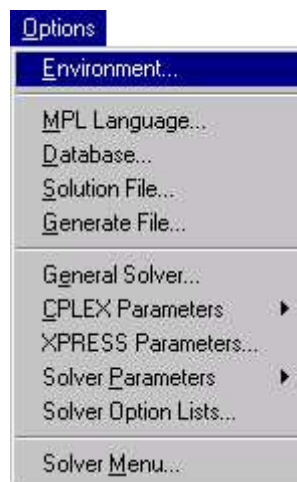 Options
Environment...
MPL Language...
Database...
Solution File...
Generate File...
General Solver...
CPLEX Parameters
XPRESS Parameters...
Solver Parameters
Solver Option Lists...
Solver Menu...